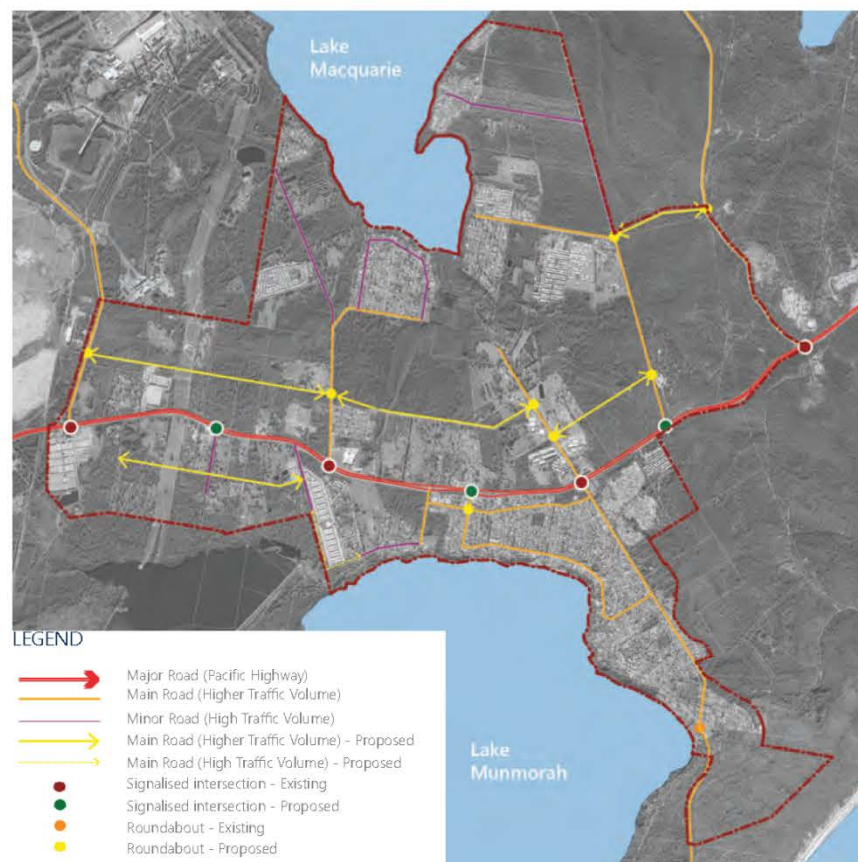 Lake
Macquarie
LEGEND
Major Road (Pacific Highway)
Main Road (Higher Traffic Volume)
Minor Road (High Traffic Volume)
Main Road (Higher Traffic Volume) - Proposed
Main Road (High Traffic Volume) - Proposed
Signalised intersection - Existing
Signalised intersection - Proposed
Roundabout - Existing
Roundabout - Proposed
Lake
Munmorah